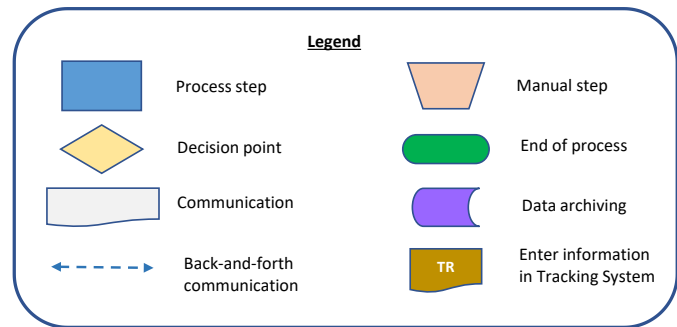 Legend
Process step
Manual step
Decision point
End of process
Communication
Data archiving
Back-and-forth
communication
TR
Enter information
in Tracking System